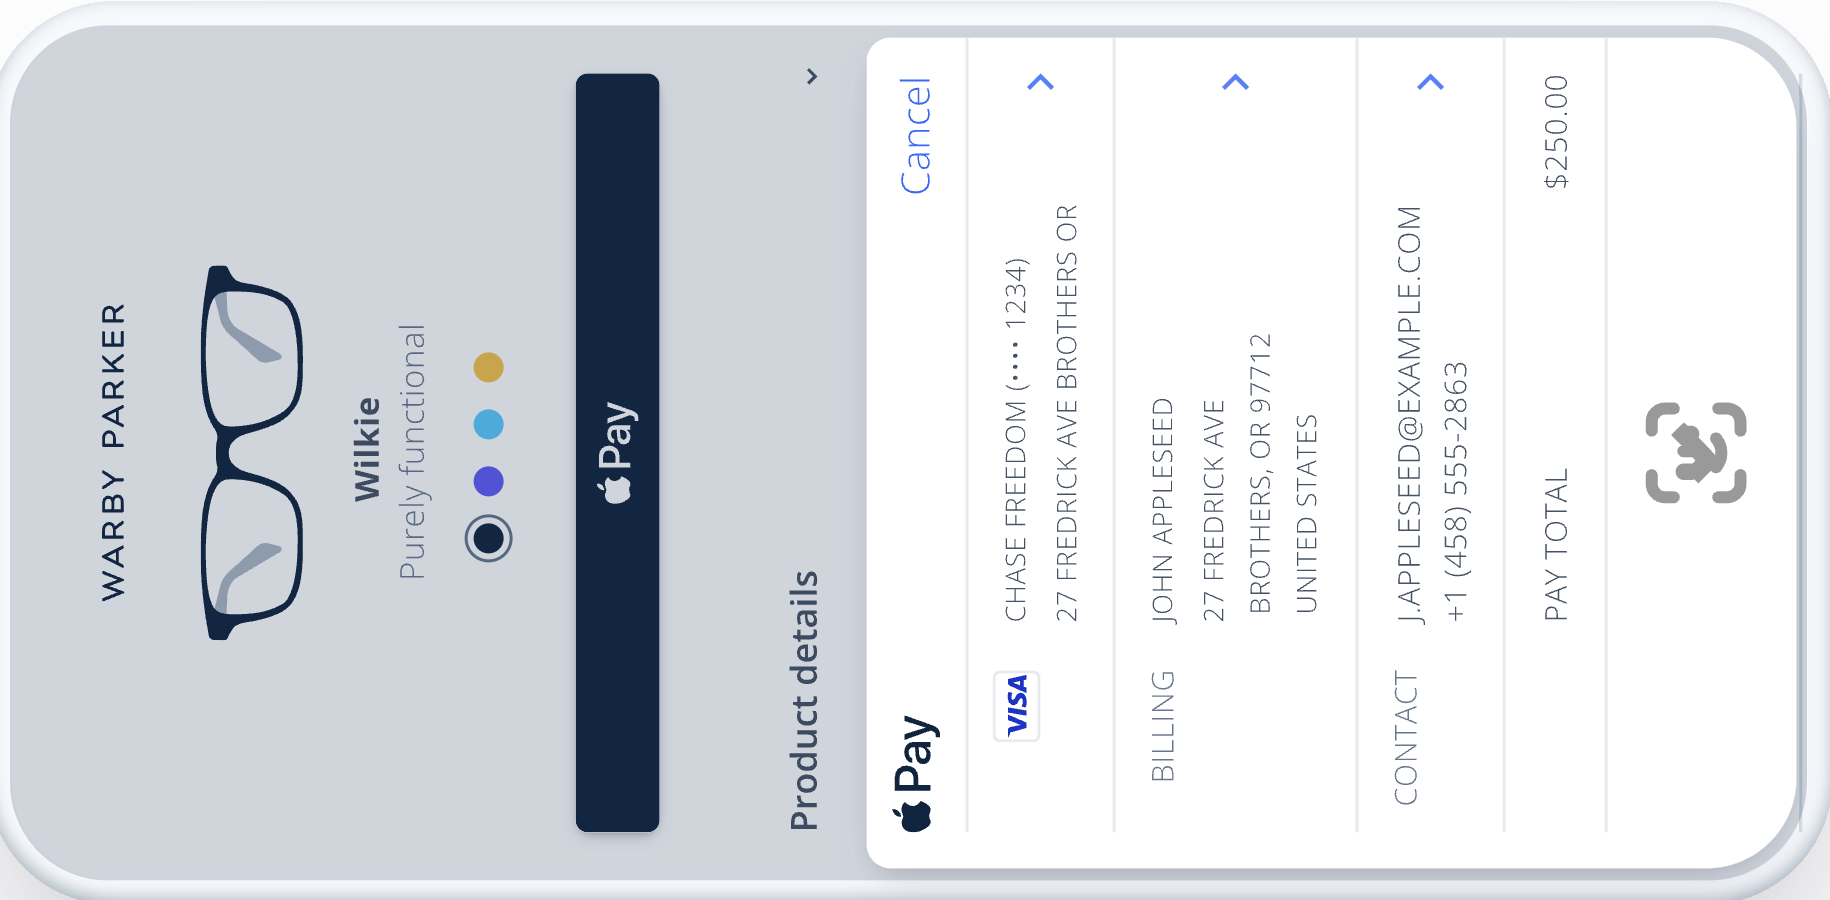 WARBY PARKER
Wilkie
Purely functional
Pay
Product details
Pay
Cancel
VISA
CHASE FREEDOM (•••• 1234)
27 FREDRICK AVE BROTHERS OR
BILLING
JOHN APPLESEED
27 FREDRICK AVE
BROTHERS, OR 97712
UNITED STATES
CONTACT
J.APPLESEED@EXAMPLE.COM
+1 (458) 555-2863
PAY TOTAL
$250.00